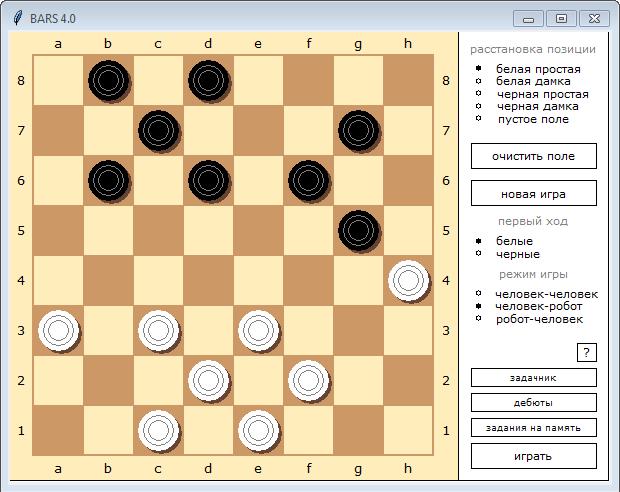 BARS 4.0
a b c d e f g h
8 8
7 7
6 6
5 5
4 4
3 3
2 2
1 1
a b c d e f g h
расстановка позиции
белая простая
белая дамка
черная простая
черная дамка
пустое поле
очистить поле
новая игра
первый ход
белые
черные
режим игры
человек-человек
человек-робот
робот-человек
?
задачник
дебюты
задания на память
играть